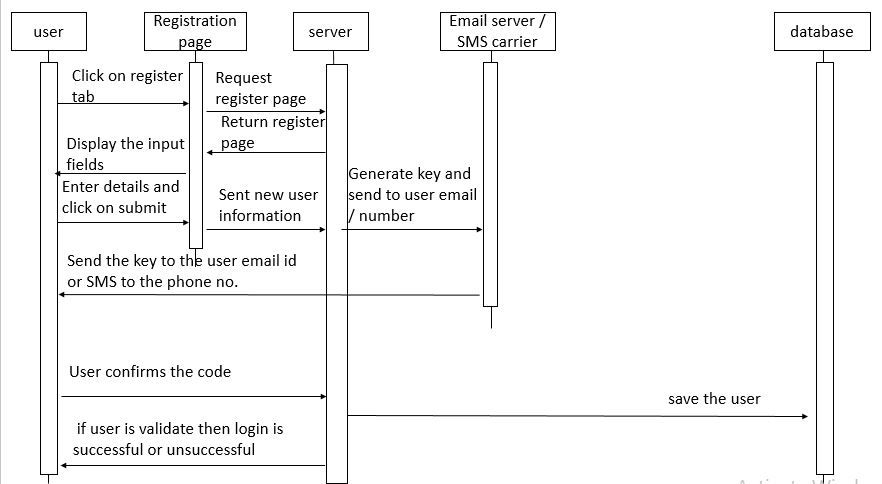 user
Registration
page
server
Email server /
SMS carrier
database
Click on register
tab
Request
register page
Return register
page
Display the input
fields
Enter details and
click on submit
Sent new user
information
Generate key and
send to user email
/ number
Send the key to the user email id
or SMS to the phone no.
User confirms the code
save the user
if user is validate then login is
successful or unsuccessful